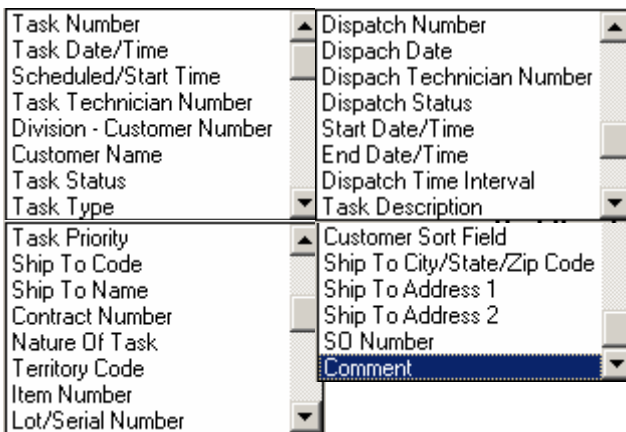 Task Number
Task Date/Time
Scheduled/Start Time
Task Technician Number
Division - Customer Number
Customer Name
Task Status
Task Type
Dispatch Number
Dispach Date
Dispach Technician Number
Dispatch Status
Start Date/Time
End Date/Time
Dispatch Time Interval
Task Description
Task Priority
Ship To Code
Ship To Name
Contract Number
Nature Of Task
Territory Code
Item Number
Lot/Serial Number
Customer Sort Field
Ship To City/State/Zip Code
Ship To Address 1
Ship To Address 2
SO Number
Comment